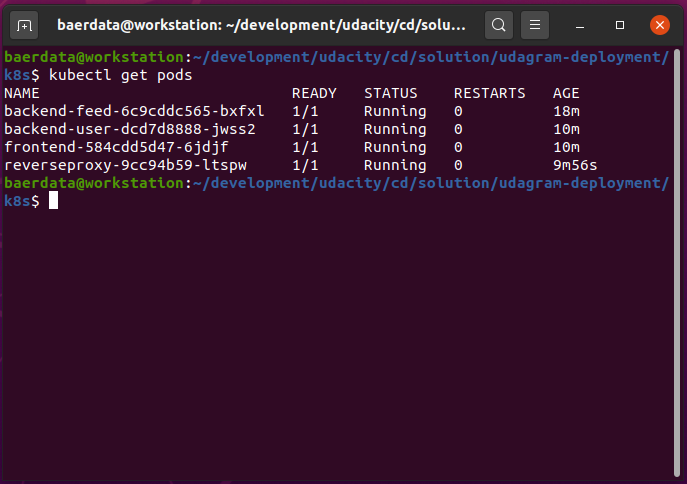 baerdata@workstation: ~/development/udacity/cd/solu...
baerdata@workstation:~/development/udacity/cd/solution/udagram-deployment/
k8s$ kubectl get pods
NAME READY STATUS RESTARTS AGE
backend-feed-6c9cddc565-bxfxl 1/1 Running 0 18m
backend-user-dcd7d8888-jwss2 1/1 Running 0 10m
frontend-584cdd5d47-6jdjf 1/1 Running 0 10m
reverseproxy-9cc94b59-ltspw 1/1 Running 0 9m56s
baerdata@workstation:~/development/udacity/cd/solution/udagram-deployment/
k8s$